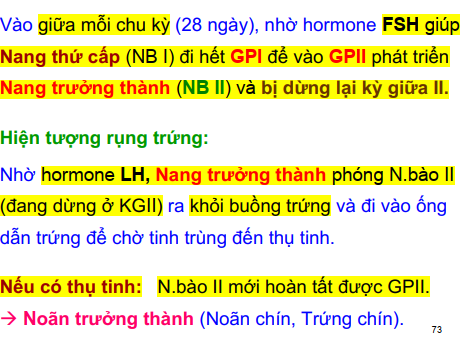 Vào giữa mỗi chu kỳ (28 ngày), nhờ hormone FSH giúp
Nang thứ cấp (NB I) đi hết GPI để vào GPII phát triển
Nang trưởng thành (NB II) và bị dừng lại kỳ giữa II.
Hiện tượng rụng trứng:
Nhờ hormone LH, Nang trưởng thành phóng N.bào II
(đang dừng ở KGII) ra khỏi buồng trứng và đi vào ống
dẫn trứng để chờ tinh trùng đến thụ tinh.
Nếu có thụ tinh: N.bào II mới hoàn tất được GPII.
→ Noãn trưởng thành (Noãn chín, Trứng chín).
73